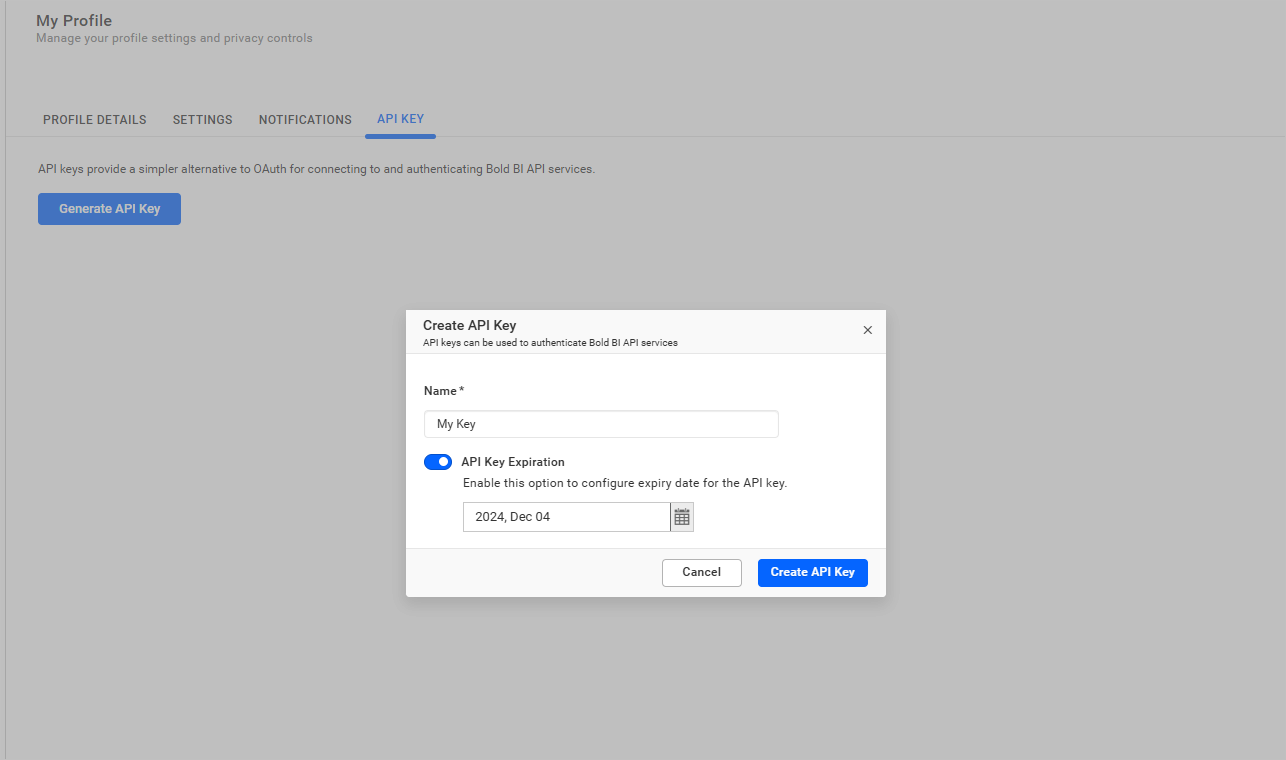 My Profile
Manage your profile settings and privacy controls
PROFILE DETAILS SETTINGS NOTIFICATIONS API KEY
API keys provide a simpler alternative to OAuth for connecting to and authenticating Bold BI API services.
Generate API Key
Create API Key
API keys can be used to authenticate Bold BI API services
Name *
My Key
API Key Expiration
Enable this option to configure expiry date for the API key.
2024, Dec 04
Cancel Create API Key